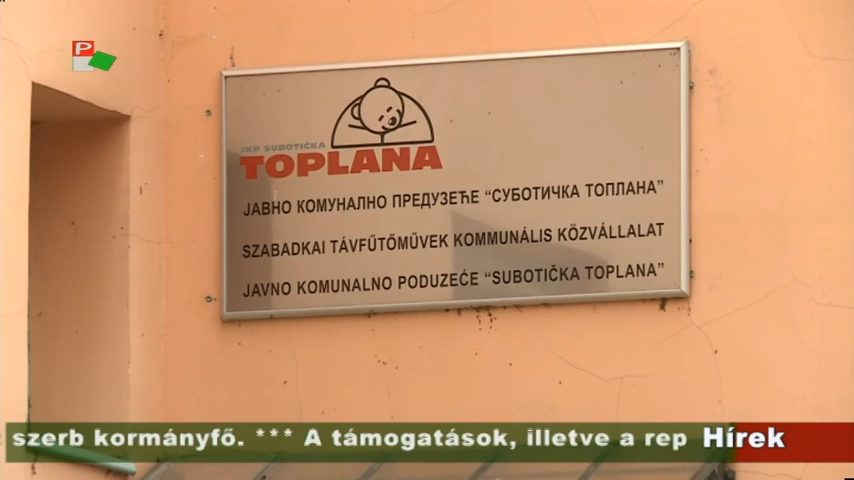 P
JKP SUBOTIČKA
TOPLANA
ЈАВНО КОМУНАЛНО ПРЕДУЗЕЋЕ “СУБОТИЧКА ТОПЛАНА”
SZABADKAI TÁVFŰTŐMŰVEK KOMMUNÁLIS KÖZVÁLLALAT
JAVNO KOMUNALNO PODUZEĆE “SUBOTIČKA TOPLANA”
szerb kormányfő. *** A támogatások, illetve a rep Hírek